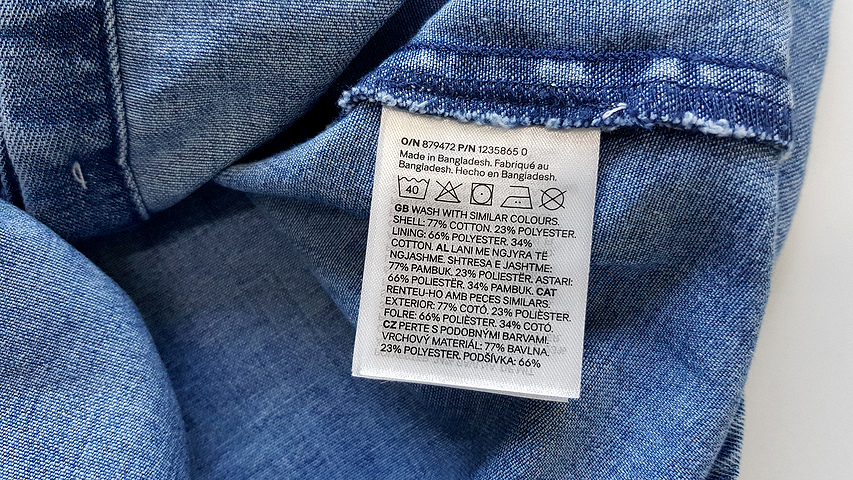 O/N 879472 P/N 1235865 0
Made in Bangladesh. Fabriqué au
Bangladesh. Hecho en Bangladesh.
40
GB WASH WITH SIMILAR COLOURS.
SHELL: 77% COTTON. 23% POLYESTER.
LINING: 66% POLYESTER. 34%
COTTON. AL LANI ME NGJYRA TË
NGJASHME. SHTRESA E JASHTME:
77% PAMBUK. 23% POLIESTËR. ASTARI:
66% POLIESTËR. 34% PAMBUK. CAT
RENTEU-HO AMB PECES SIMILARS.
EXTERIOR: 77% COTÓ. 23% POLIÈSTER.
FOLRE: 66% POLIÈSTER. 34% COTÓ.
CZ PERTE S PODOBNÝMI BARVAMI.
VRCHOVÝ MATERIÁL: 77% BAVLNA.
23% POLYESTER. PODŠÍVKA: 66%